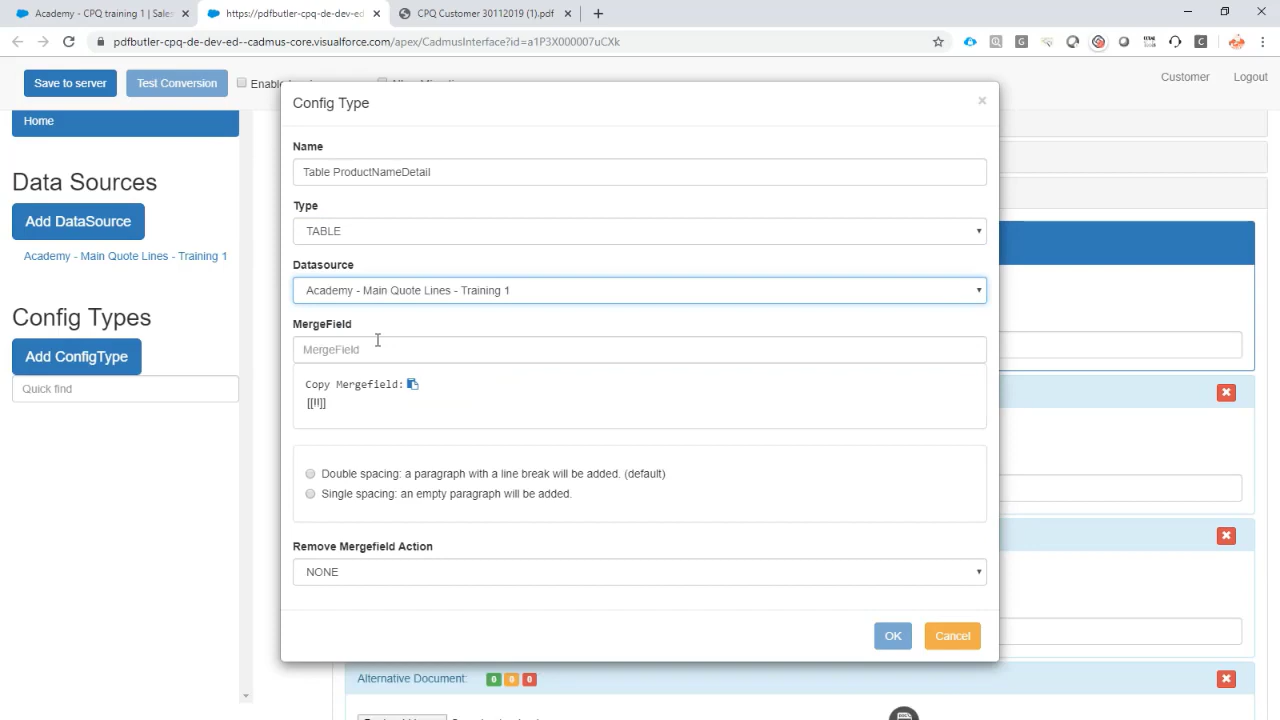 Academy - CPQ training 1 | Sales
https://pdfbutler-cpq-de-dev-ed
CPQ Customer 30112019 (1).pdf
pdfbutler-cpq-de-dev-ed--cadmus-core.visualforce.com/apex/CadmusInterface?id=a1P3X000007uCXk
Save to server
Test Conversion
Customer
Logout
Config Type
Home
Name
Table ProductNameDetail
Data Sources
Type
Add DataSource
TABLE
Academy - Main Quote Lines - Training 1
Datasource
Academy - Main Quote Lines - Training 1
Config Types
MergeField
Add ConfigType
MergeField
Quick find
Copy Mergefield:
[[!!]]
Double spacing: a paragraph with a line break will be added. (default)
Single spacing: an empty paragraph will be added.
Remove Mergefield Action
NONE
OK
Cancel
Alternative Document:
0 0 0